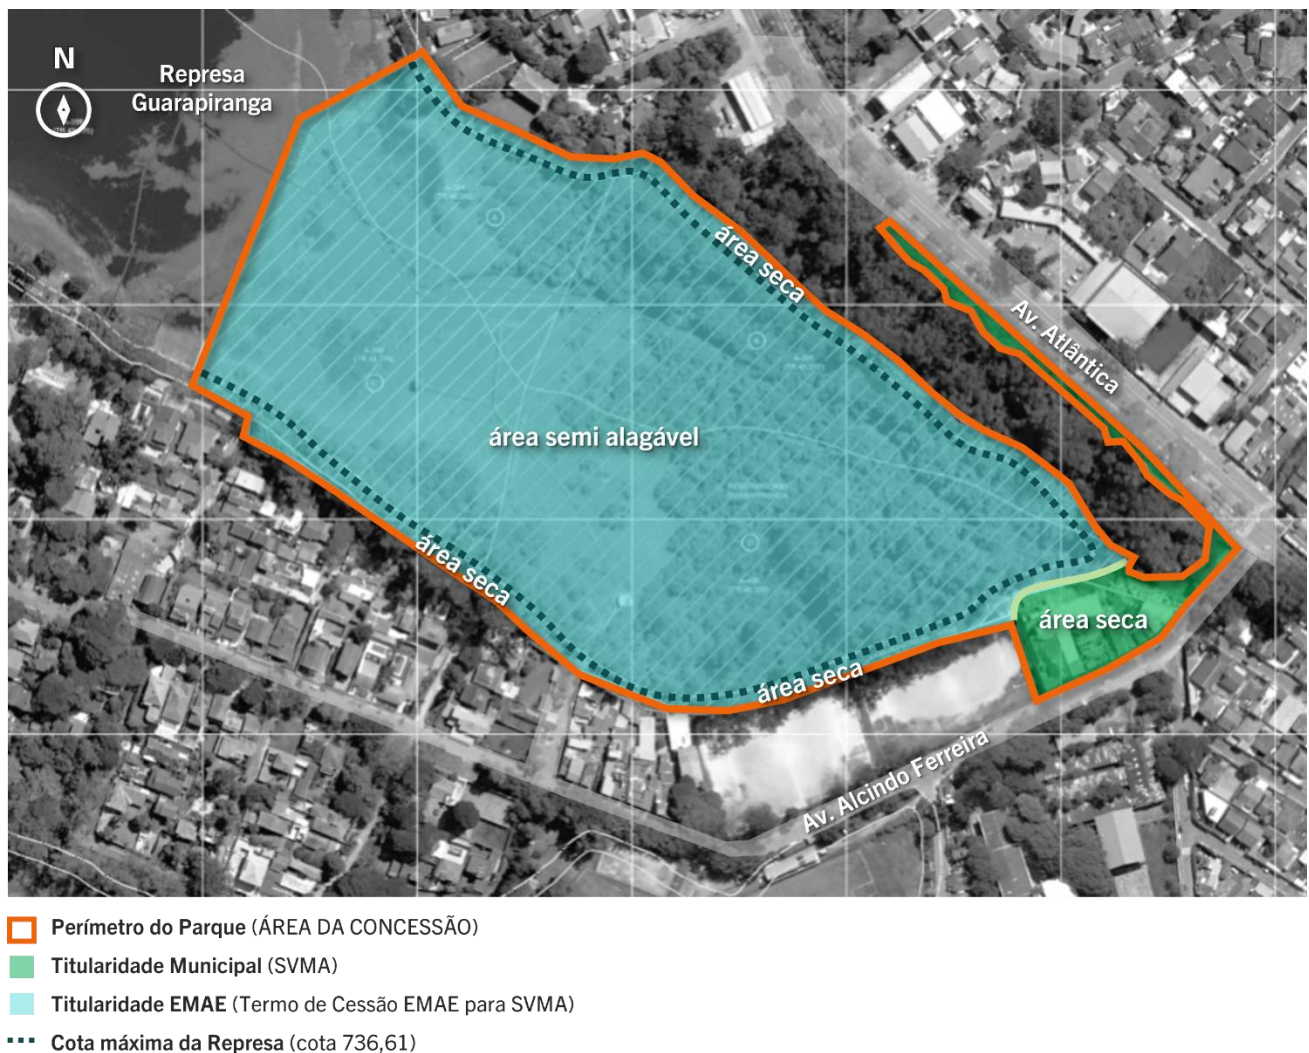 N
Represa
Guarapiranga
área seca
Av. Atlântica
área semi alagável
área seca
área seca
área seca
Av. Alcindo Ferreira
Perímetro do Parque (ÁREA DA CONCESSÃO)
Titularidade Municipal (SVMA)
Titularidade EMAE (Termo de Cessão EMAE para SVMA)
Cota máxima da Represa (cota 736,61)